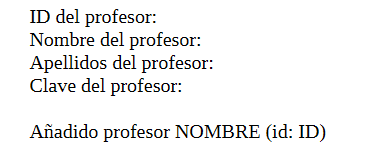 ID del profesor:
Nombre del profesor:
Apellidos del profesor:
Clave del profesor:
Añadido profesor NOMBRE (id: ID)